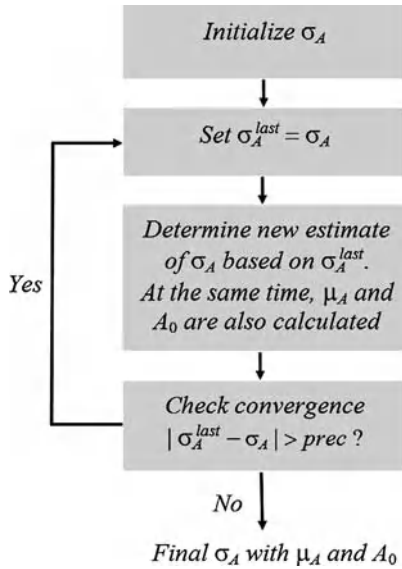 Initialize σ_A
Set σ_A^last = σ_A
Determine new estimate
of σ_A based on σ_A^last.
At the same time, μ_A and
A_0 are also calculated
Yes
Check convergence
| σ_A^last − σ_A | > prec ?
No
Final σ_A with μ_A and A_0